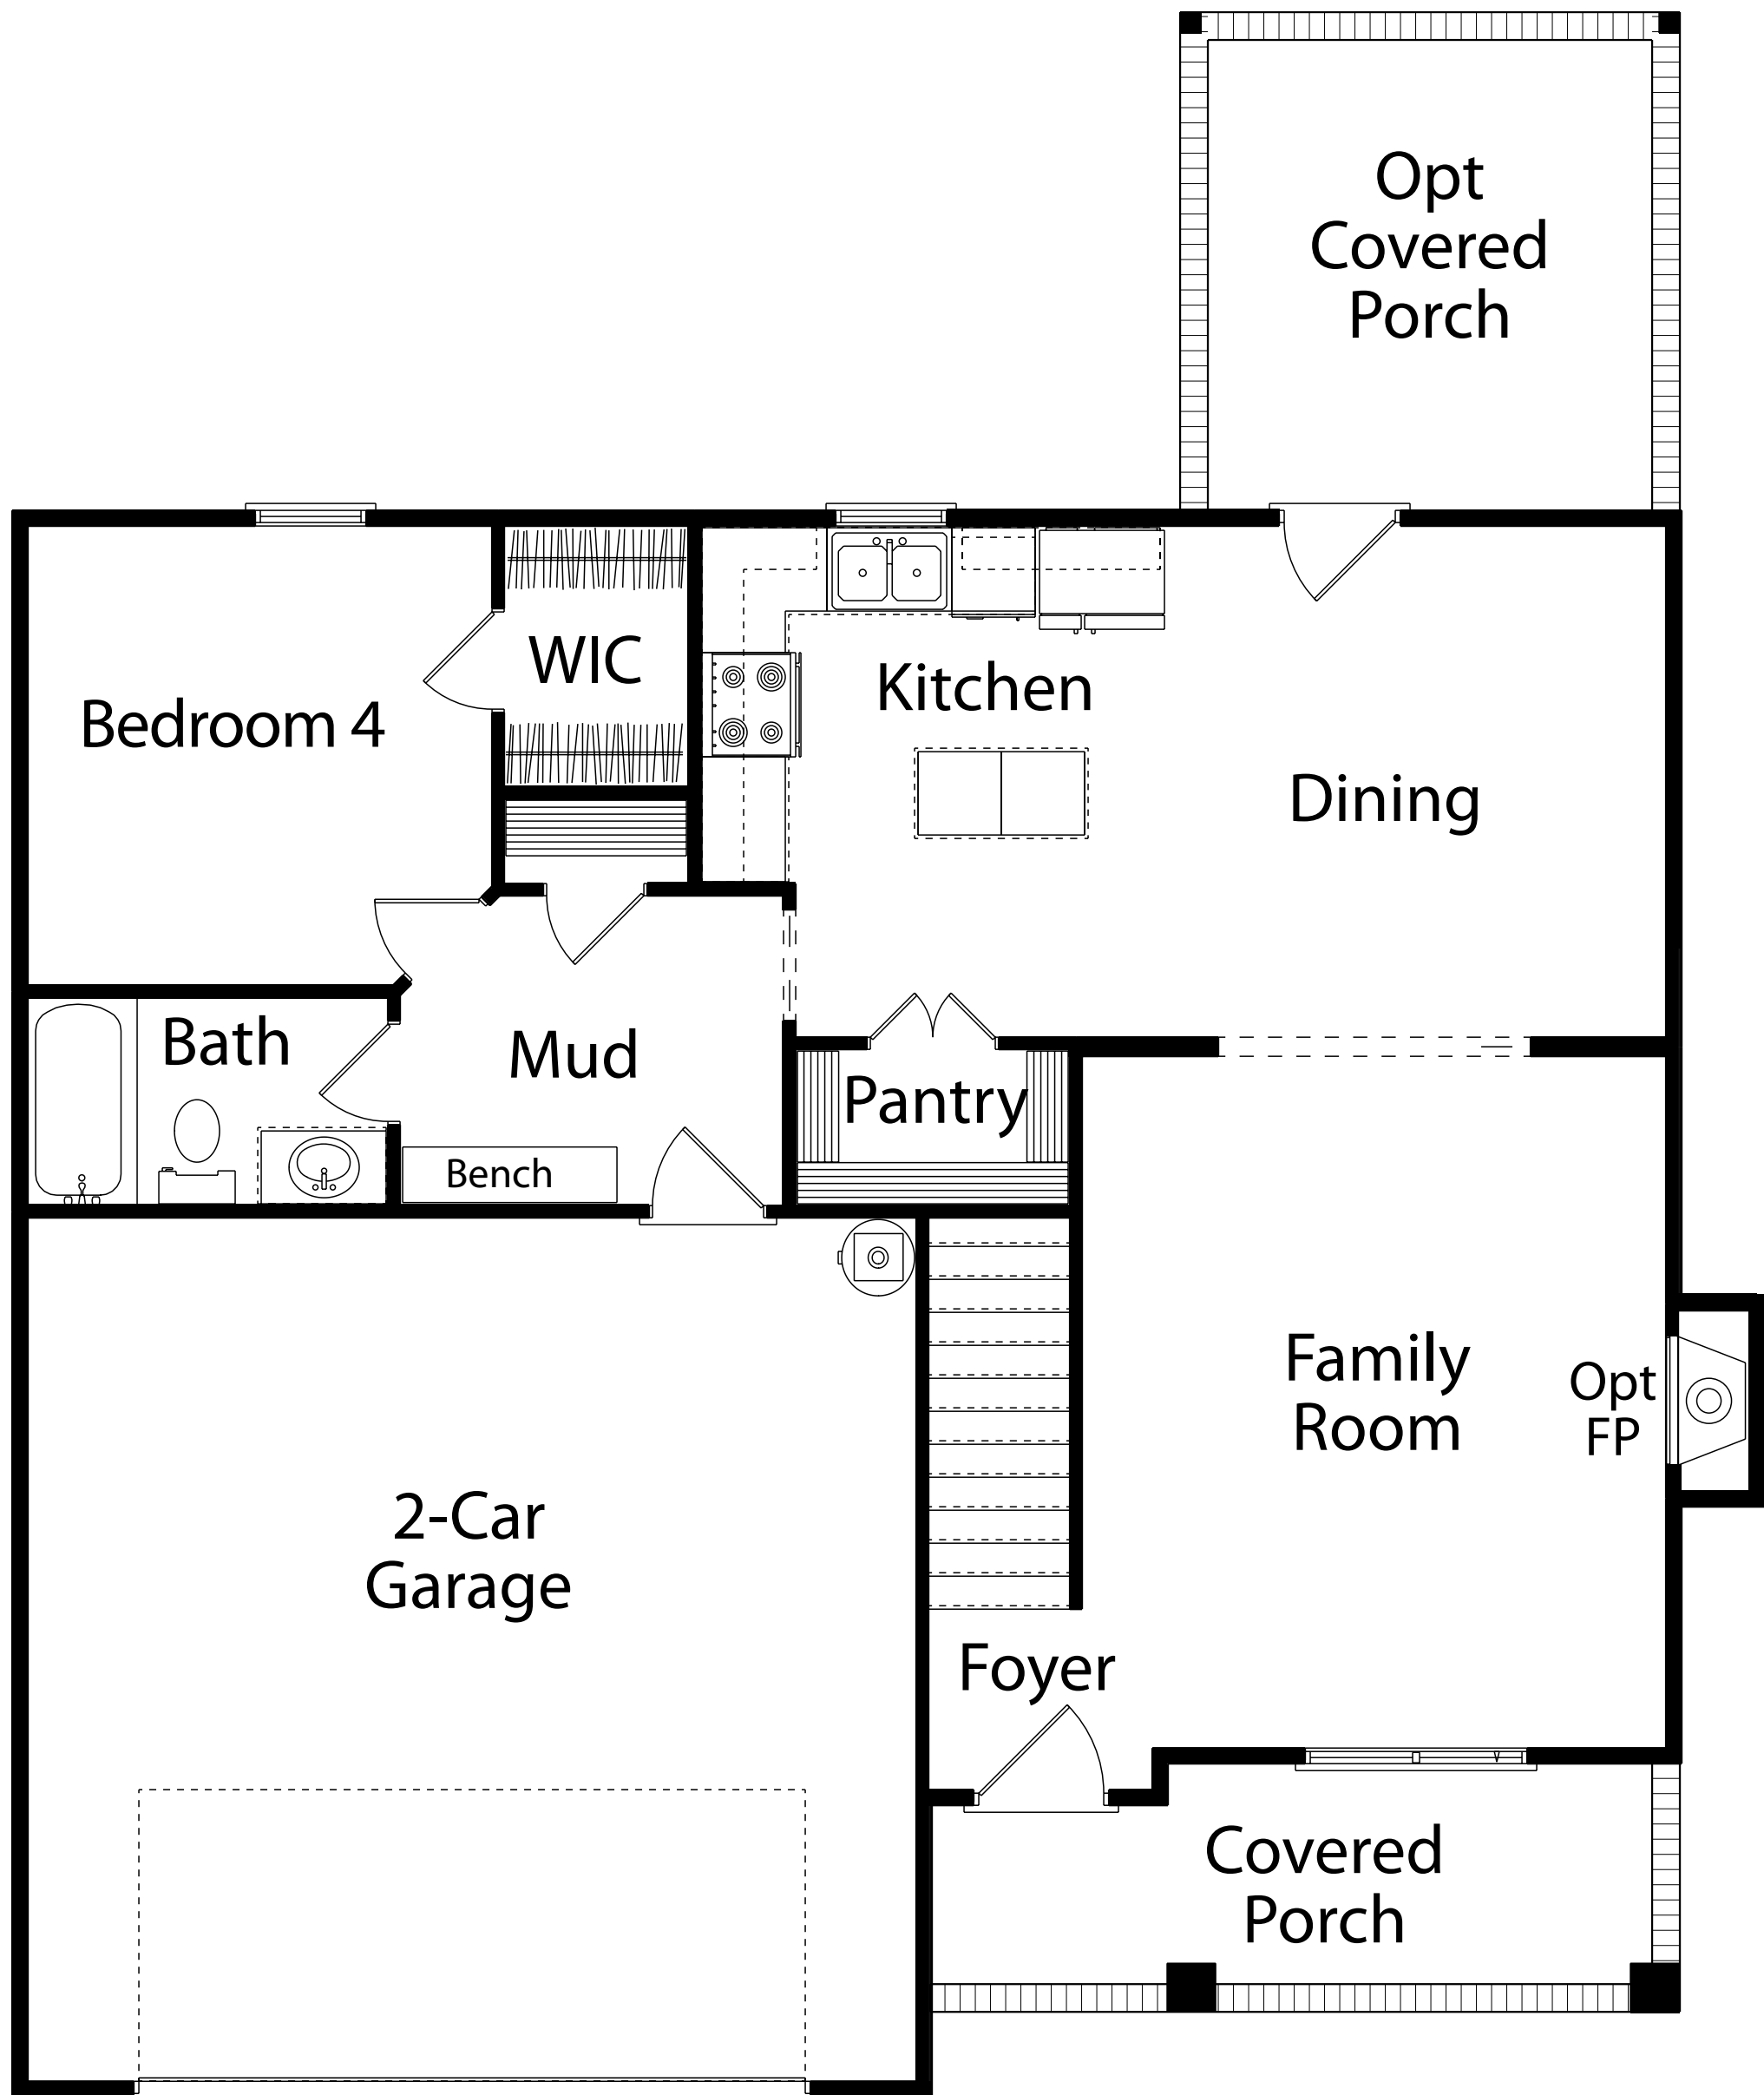 Opt
Covered
Porch
WIC
Kitchen
Bedroom 4
Dining
Bath
Mud
Pantry
Bench
Family
Room
Opt
FP
2-Car
Garage
Foyer
Covered
Porch